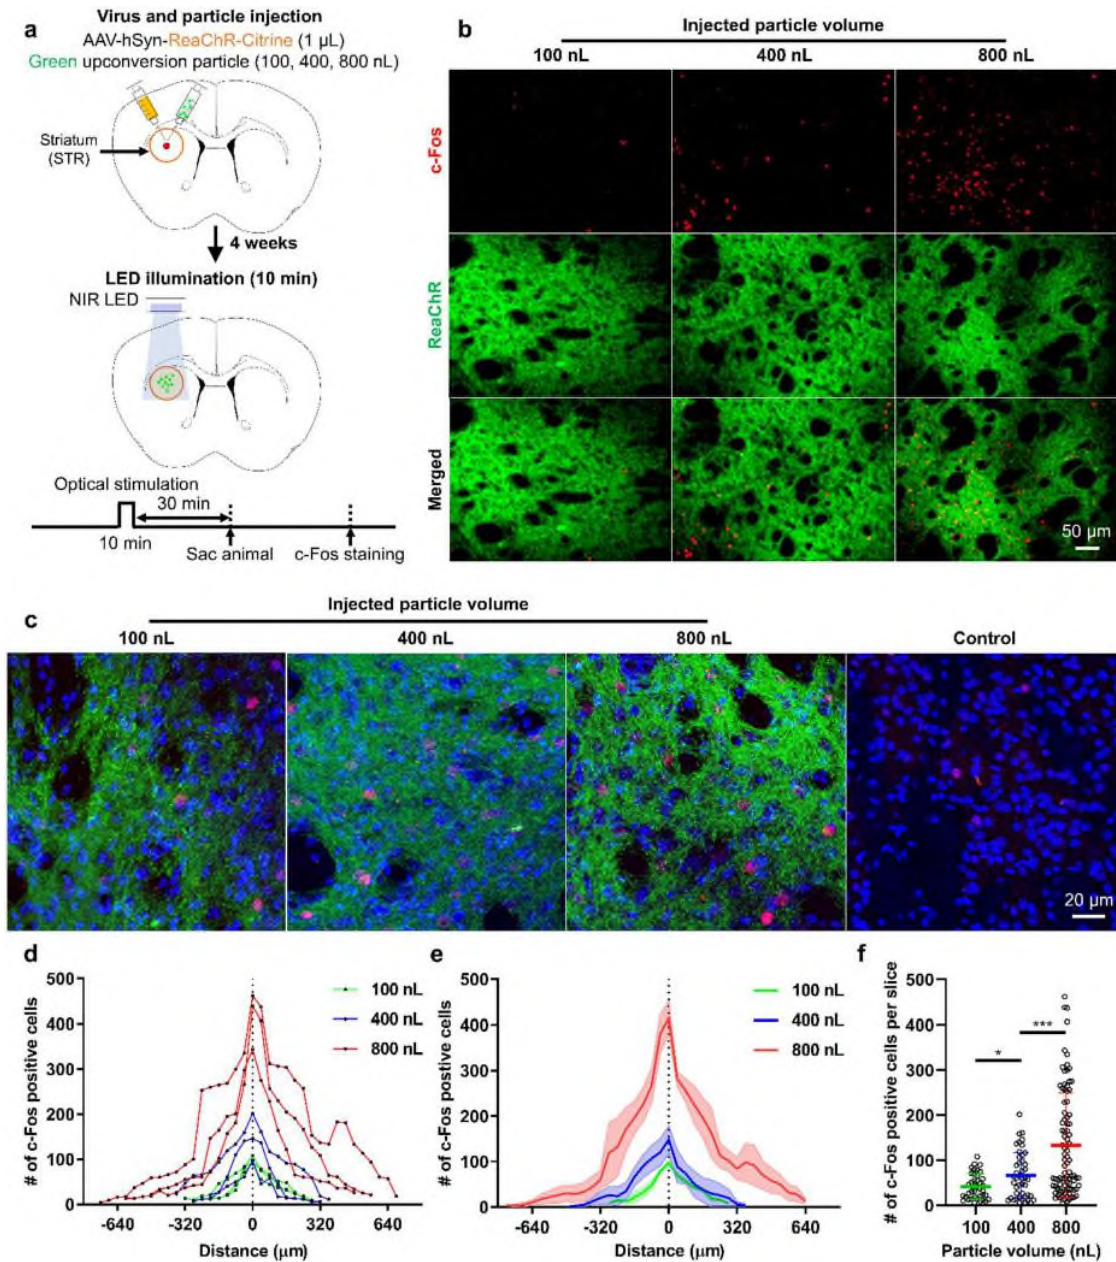 a
Virus and particle injection
AAV-hSyn-ReaChR-Citrine (1 µL)
Green upconversion particle (100, 400, 800 nL)
Striatum
(STR)
4 weeks
LED illumination (10 min)
NIR LED
Optical stimulation
30 min
10 min
Sac animal
c-Fos staining
b
Injected particle volume
100 nL
400 nL
800 nL
c-Fos
ReaChR
Merged
50 µm
c
Injected particle volume
100 nL
400 nL
800 nL
Control
20 µm
d
# of c-Fos positive cells
500
400
300
200
100
0
100 nL
400 nL
800 nL
-640
-320
0
320
640
Distance (µm)
e
# of c-Fos positive cells
500
400
300
200
100
0
100 nL
400 nL
800 nL
-640
-320
0
320
640
Distance (µm)
f
# of c-Fos positive cells per slice
500
400
300
200
100
0
*
***
100
400
800
Particle volume (nL)